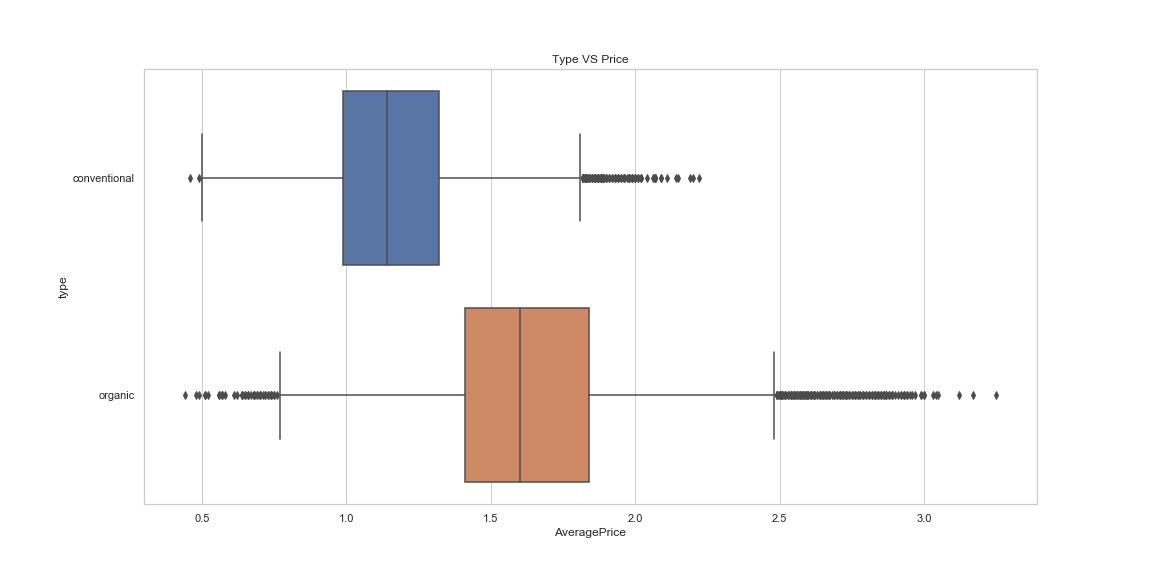 Type VS Price
conventional
type
organic
0.5 1.0 1.5 2.0 2.5 3.0
AveragePrice